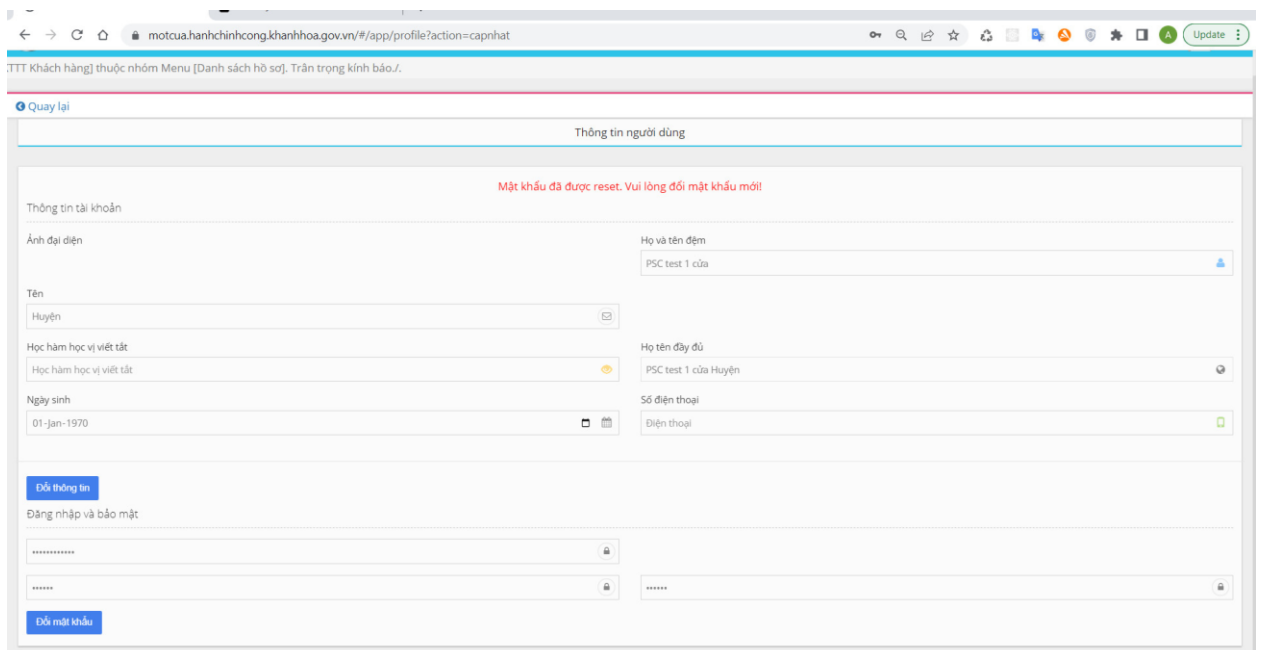 motcua.hanhchinhcong.khanhhoa.gov.vn/#/app/profile?action=capnhat
A
Update
TTT Khách hàng] thuộc nhóm Menu [Danh sách hồ sơ]. Trân trọng kính báo./.
Quay lại
Thông tin người dùng
Mật khẩu đã được reset. Vui lòng đổi mật khẩu mới!
Thông tin tài khoản
Ảnh đại diện
Họ và tên đệm
PSC test 1 cửa
Tên
Huyện
Học hàm học vị viết tắt
Họ tên đầy đủ
Học hàm học vị viết tắt
PSC test 1 cửa Huyện
Ngày sinh
Số điện thoại
01-Jan-1970
Điện thoại
Đổi thông tin
Đăng nhập và bảo mật
Đổi mật khẩu